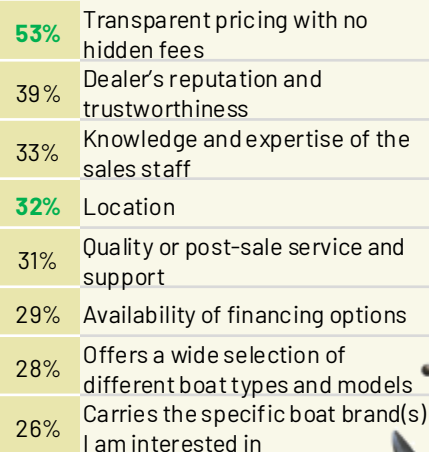 53% Transparent pricing with no
hidden fees
39% Dealer's reputation and
trustworthiness
33% Knowledge and expertise of the
sales staff
32% Location
31% Quality or post-sale service and
support
29% Availability of financing options
28% Offers a wide selection of
different boat types and models
26% Carries the specific boat brand(s)
I am interested in